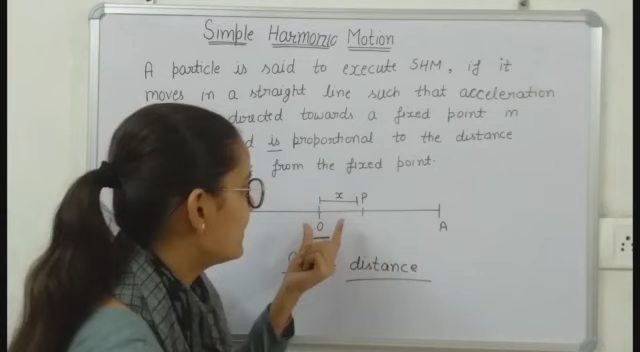 Simple Harmonic Motion
A particle is said to execute SHM, if it
moves in a straight line such that acceleration
directed towards a fixed point in
is proportional to the distance
from the fixed point.
x P
O A
distance